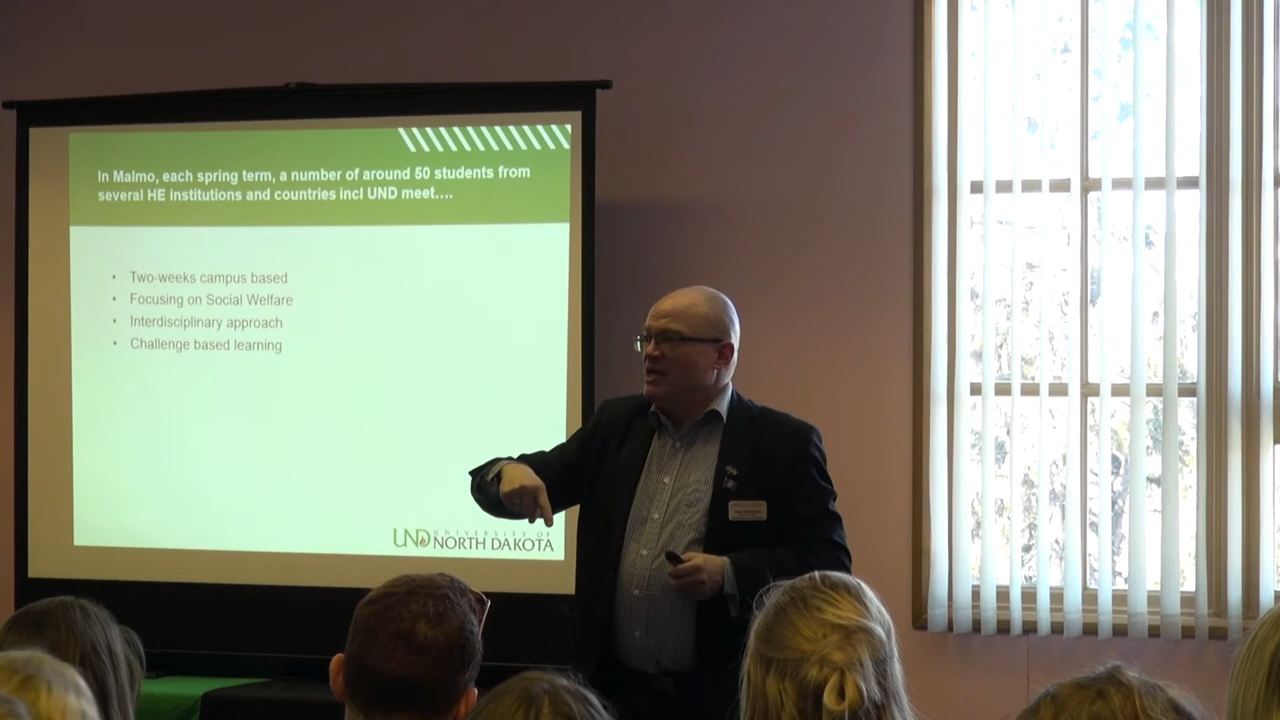 In Malmo, each spring term, a number of around 50 students from
several HE institutions and countries incl UND meet....
• Two-weeks campus based
• Focusing on Social Welfare
• Interdisciplinary approach
• Challenge based learning
UND UNIVERSITY OF
NORTH DAKOTA